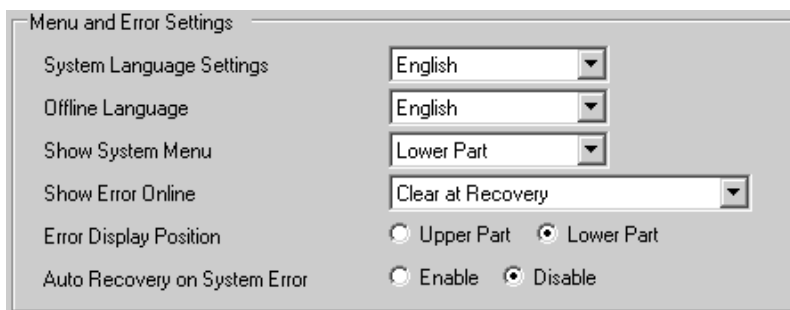 Menu and Error Settings
System Language Settings English
Offline Language English
Show System Menu Lower Part
Show Error Online Clear at Recovery
Error Display Position Upper Part Lower Part
Auto Recovery on System Error Enable Disable